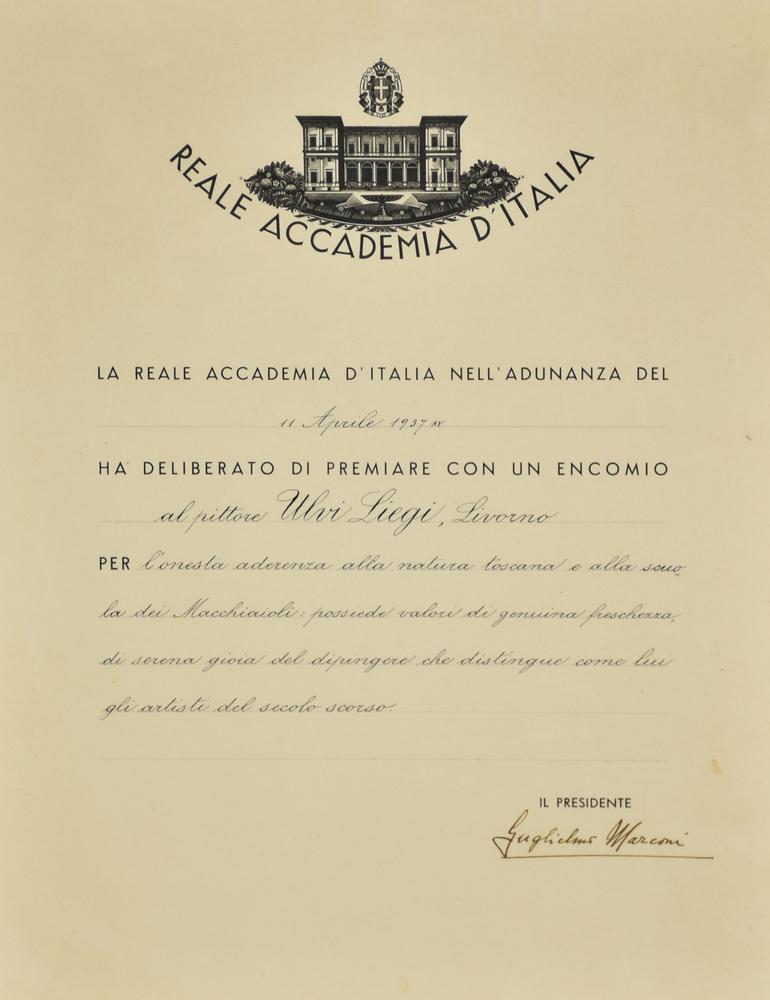 REALE ACCADEMIA D'ITALIA
LA REALE ACCADEMIA D'ITALIA NELL'ADUNANZA DEL
11 Aprile 1937 XV
HA DELIBERATO DI PREMIARE CON UN ENCOMIO
al pittore Ulvi Liegi, Livorno
PER l'onesta aderenza alla natura toscana e alla scuo-
la dei Macchiaioli: possiede valori di genuina freschezza,
di serena gioia del dipingere che distingue come lui
gli artisti del secolo scorso.
IL PRESIDENTE
Guglielmo Marconi